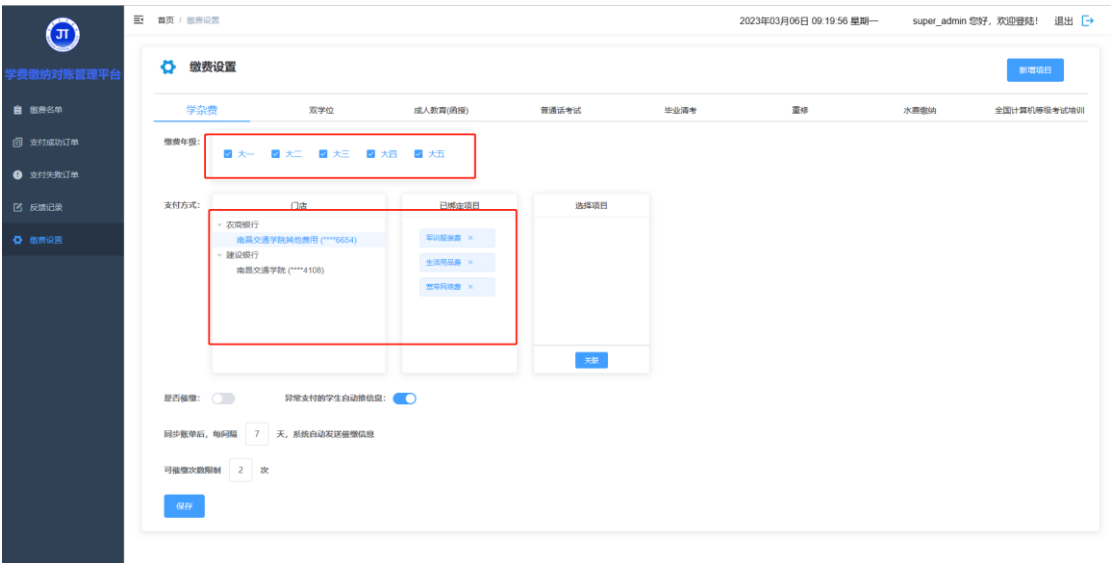 首页 / 缴费设置
2023年03月06日 09:19:56 星期一
super_admin 您好，欢迎登陆！
退出
JT
学费缴纳对账管理平台
缴费名单
支付成功订单
支付失败订单
反馈记录
缴费设置
缴费设置
新增项目
学杂费
双学位
成人教育(函授)
普通话考试
毕业清考
重修
水费缴纳
全国计算机等级考试培训
缴费年级:
大一
大二
大三
大四
大五
支付方式:
门店
已绑定项目
选择项目
农商银行
南昌交通学院其他费用 (****6654)
建设银行
南昌交通学院 (****4108)
军训服装费 ×
生活用品费 ×
宽带网络费 ×
关联
是否催缴:
异常支付的学生自动推信息:
同步账单后，每间隔 7 天，系统自动发送催缴信息
可催缴次数限制 2 次
保存